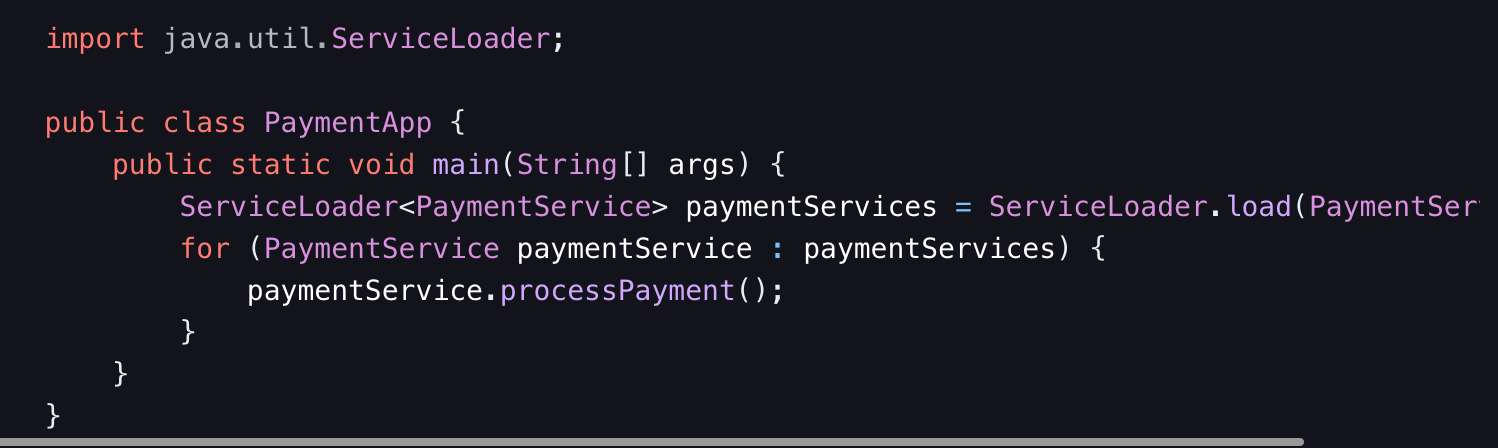 import java.util.ServiceLoader;
public class PaymentApp {
    public static void main(String[] args) {
        ServiceLoader<PaymentService> paymentServices = ServiceLoader.load(PaymentSer
        for (PaymentService paymentService : paymentServices) {
            paymentService.processPayment();
        }
    }
}